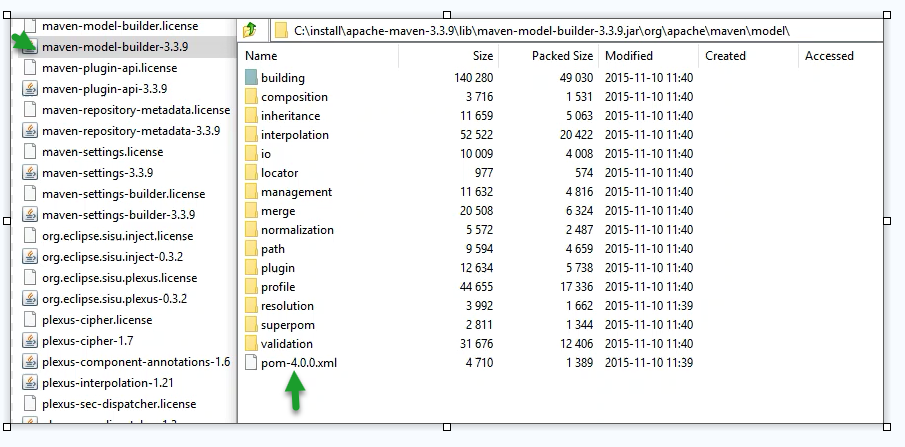 maven-model-builder.license
maven-model-builder-3.3.9
maven-plugin-api.license
maven-plugin-api-3.3.9
maven-repository-metadata.license
maven-repository-metadata-3.3.9
maven-settings.license
maven-settings-3.3.9
maven-settings-builder.license
maven-settings-builder-3.3.9
org.eclipse.sisu.inject.license
org.eclipse.sisu.inject-0.3.2
org.eclipse.sisu.plexus.license
org.eclipse.sisu.plexus-0.3.2
plexus-cipher.license
plexus-cipher-1.7
plexus-component-annotations-1.6
plexus-interpolation-1.21
plexus-sec-dispatcher.license
C:\install\apache-maven-3.3.9\lib\maven-model-builder-3.3.9.jar\org\apache\maven\model\
Name Size Packed Size Modified Created Accessed
building 140 280 49 030 2015-11-10 11:40
composition 3 716 1 531 2015-11-10 11:40
inheritance 11 659 5 063 2015-11-10 11:40
interpolation 52 522 20 422 2015-11-10 11:40
io 10 009 4 008 2015-11-10 11:40
locator 977 574 2015-11-10 11:40
management 11 632 4 816 2015-11-10 11:40
merge 20 508 6 324 2015-11-10 11:40
normalization 5 572 2 487 2015-11-10 11:40
path 9 594 4 659 2015-11-10 11:40
plugin 12 634 5 738 2015-11-10 11:40
profile 44 655 17 336 2015-11-10 11:40
resolution 3 992 1 662 2015-11-10 11:39
superpom 2 811 1 344 2015-11-10 11:40
validation 31 676 12 406 2015-11-10 11:40
pom-4.0.0.xml 4 710 1 389 2015-11-10 11:39